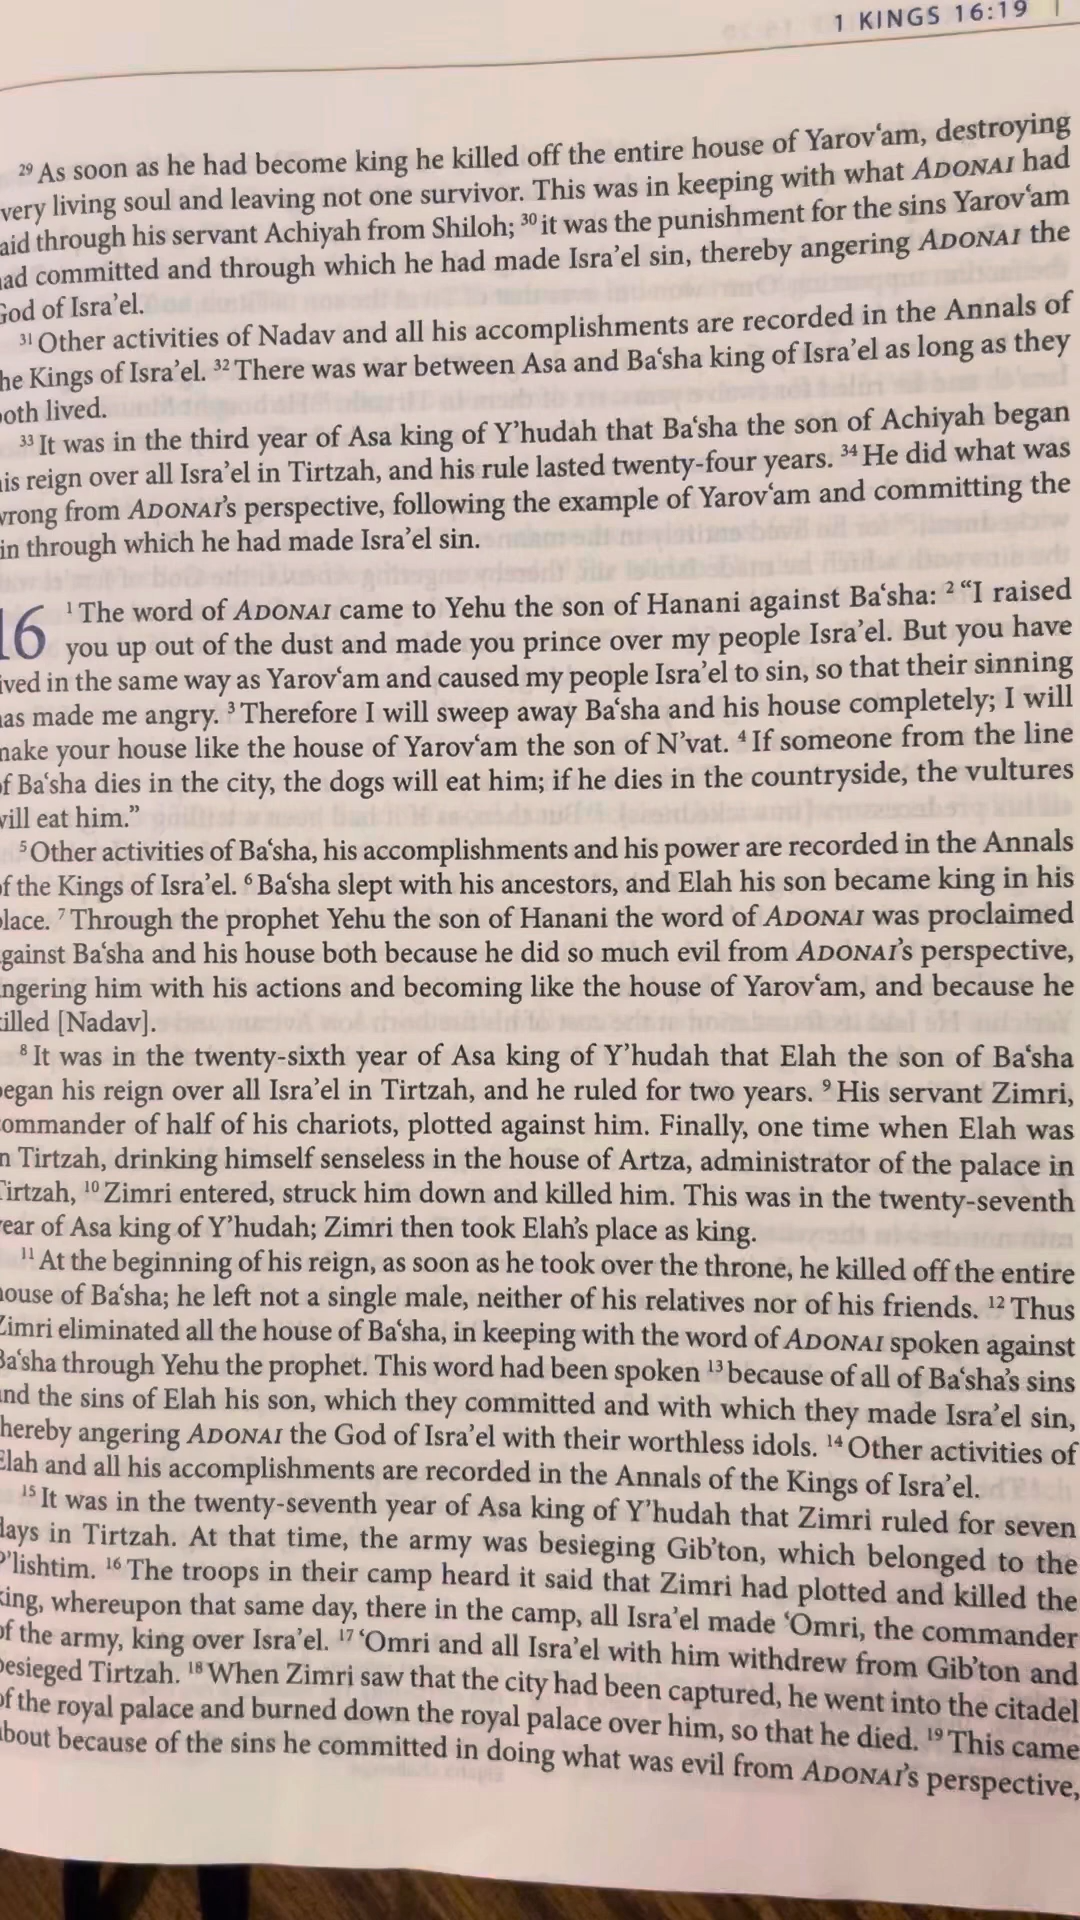 1 KINGS 16:19
29 As soon as he had become king he killed off the entire house of Yarov‘am, destroying
very living soul and leaving not one survivor. This was in keeping with what ADONAI had
aid through his servant Achiyah from Shiloh; 30 it was the punishment for the sins Yarov‘am
ad committed and through which he had made Isra’el sin, thereby angering ADONAI the
God of Isra’el.
31 Other activities of Nadav and all his accomplishments are recorded in the Annals of
he Kings of Isra’el. 32 There was war between Asa and Ba‘sha king of Isra’el as long as they
both lived.
33 It was in the third year of Asa king of Y’hudah that Ba‘sha the son of Achiyah began
his reign over all Isra’el in Tirtzah, and his rule lasted twenty-four years. 34 He did what was
wrong from ADONAI’s perspective, following the example of Yarov‘am and committing the
in through which he had made Isra’el sin.
16 1 The word of ADONAI came to Yehu the son of Hanani against Ba‘sha: 2 “I raised
you up out of the dust and made you prince over my people Isra’el. But you have
ived in the same way as Yarov‘am and caused my people Isra’el to sin, so that their sinning
has made me angry. 3 Therefore I will sweep away Ba‘sha and his house completely; I will
make your house like the house of Yarov‘am the son of N’vat. 4 If someone from the line
of Ba‘sha dies in the city, the dogs will eat him; if he dies in the countryside, the vultures
will eat him.”
5 Other activities of Ba‘sha, his accomplishments and his power are recorded in the Annals
of the Kings of Isra’el. 6 Ba‘sha slept with his ancestors, and Elah his son became king in his
place. 7 Through the prophet Yehu the son of Hanani the word of ADONAI was proclaimed
gainst Ba‘sha and his house both because he did so much evil from ADONAI’s perspective,
ngering him with his actions and becoming like the house of Yarov‘am, and because he
killed [Nadav].
8 It was in the twenty-sixth year of Asa king of Y’hudah that Elah the son of Ba‘sha
began his reign over all Isra’el in Tirtzah, and he ruled for two years. 9 His servant Zimri,
ommander of half of his chariots, plotted against him. Finally, one time when Elah was
n Tirtzah, drinking himself senseless in the house of Artza, administrator of the palace in
Tirtzah, 10 Zimri entered, struck him down and killed him. This was in the twenty-seventh
year of Asa king of Y’hudah; Zimri then took Elah’s place as king.
11 At the beginning of his reign, as soon as he took over the throne, he killed off the entire
house of Ba‘sha; he left not a single male, neither of his relatives nor of his friends. 12 Thus
Zimri eliminated all the house of Ba‘sha, in keeping with the word of ADONAI spoken against
Ba‘sha through Yehu the prophet. This word had been spoken 13 because of all of Ba‘sha’s sins
and the sins of Elah his son, which they committed and with which they made Isra’el sin,
hereby angering ADONAI the God of Isra’el with their worthless idols. 14 Other activities of
Elah and all his accomplishments are recorded in the Annals of the Kings of Isra’el.
15 It was in the twenty-seventh year of Asa king of Y’hudah that Zimri ruled for seven
days in Tirtzah. At that time, the army was besieging Gib’ton, which belonged to the
P’lishtim. 16 The troops in their camp heard it said that Zimri had plotted and killed the
king, whereupon that same day, there in the camp, all Isra’el made ‘Omri, the commander
of the army, king over Isra’el. 17 ‘Omri and all Isra’el with him withdrew from Gib’ton and
besieged Tirtzah. 18 When Zimri saw that the city had been captured, he went into the citadel
of the royal palace and burned down the royal palace over him, so that he died. 19 This came
about because of the sins he committed in doing what was evil from ADONAI’s perspective,